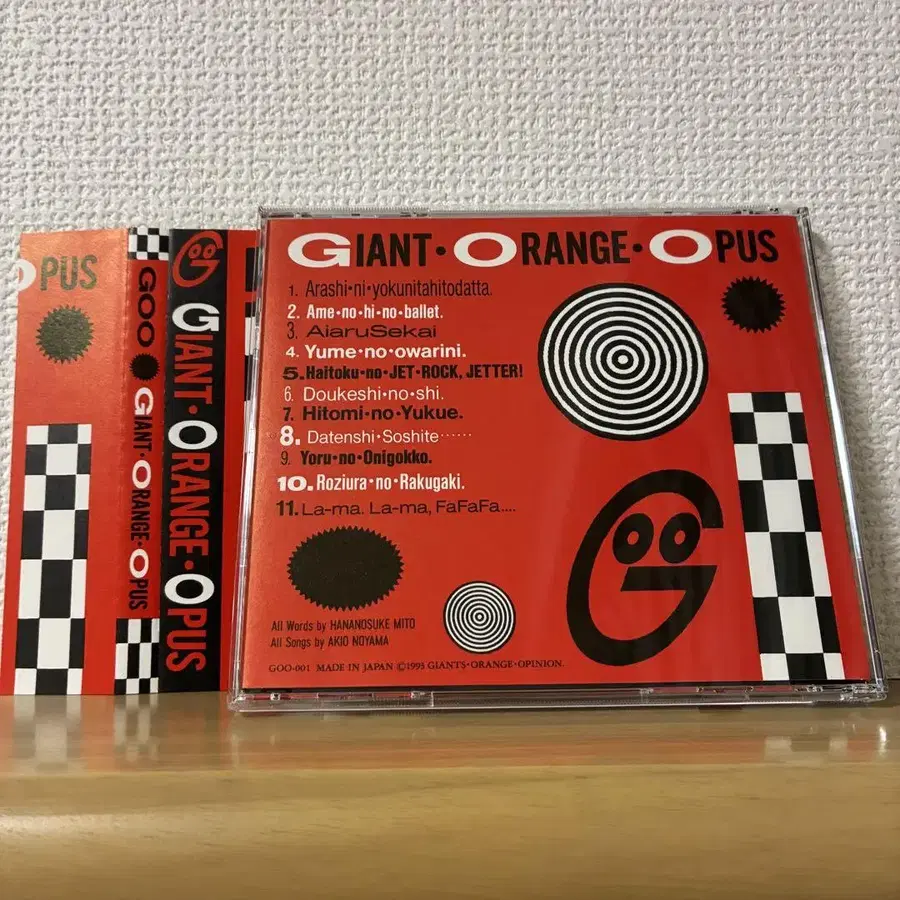 OPUS
GOO GIANT·ORANGE·OPUS
GOO
GIANT·ORANGE·OPUS
GIANT·ORANGE·OPUS
1. Arashi·ni·yokunitahitodatta.
2. Ame·no·hi·no·ballet.
3. AiaruSekai
4. Yume·no·owarini.
5. Haitoku·no·JET·ROCK, JETTER!
6. Doukeshi·no·shi.
7. Hitomi·no·Yukue.
8. Datenshi·Soshite······
9. Yoru·no·Onigokko.
10. Roziura·no·Rakugaki.
11. La-ma. La-ma, FaFaFa....
Goo
All Words by HANANOSUKE MITO
All Songs by AKIO NOYAMA
GOO-001 MADE IN JAPAN ©1995 GIANTS·ORANGE·OPINION.